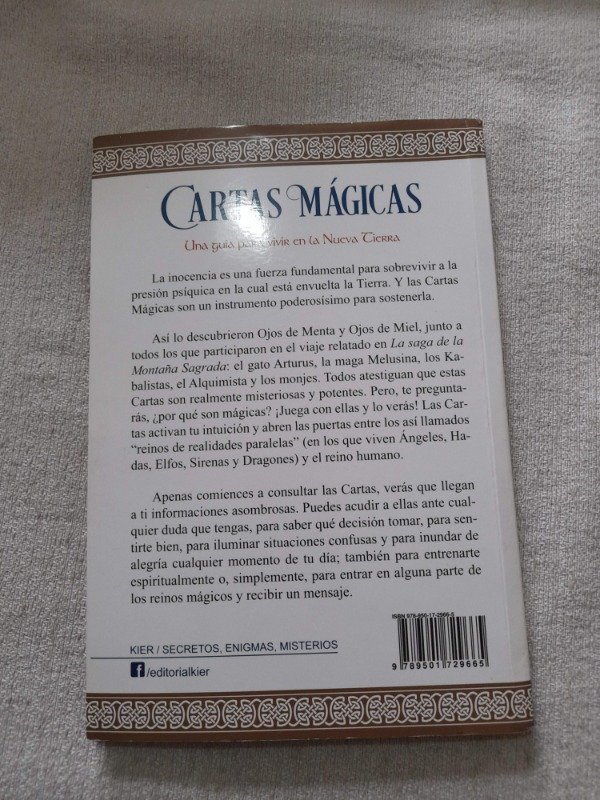 CARTAS MÁGICAS
Una guía para vivir en la Nueva Tierra
La inocencia es una fuerza fundamental para sobrevivir a la
presión psíquica en la cual está envuelta la Tierra. Y las Cartas
Mágicas son un instrumento poderosísimo para sostenerla.
Así lo descubrieron Ojos de Menta y Ojos de Miel, junto a
todos los que participaron en el viaje relatado en La saga de la
Montaña Sagrada: el gato Arturus, la maga Melusina, los Ka-
balistas, el Alquimista y los monjes. Todos atestiguan que estas
Cartas son realmente misteriosas y potentes. Pero, te pregunta-
rás, ¿por qué son mágicas? ¡Juega con ellas y lo verás! Las Car-
tas activan tu intuición y abren las puertas entre los así llamados
“reinos de realidades paralelas” (en los que viven Ángeles, Ha-
das, Elfos, Sirenas y Dragones) y el reino humano.
Apenas comiences a consultar las Cartas, verás que llegan
a ti informaciones asombrosas. Puedes acudir a ellas ante cual-
quier duda que tengas, para saber qué decisión tomar, para sen-
tirte bien, para iluminar situaciones confusas y para inundar de
alegría cualquier momento de tu día; también para entrenarte
espiritualmente o, simplemente, para entrar en alguna parte de
los reinos mágicos y recibir un mensaje.
ISBN 978-950-17-2966-5
9 789501 729665
KIER / SECRETOS, ENIGMAS, MISTERIOS
f /editorialkier